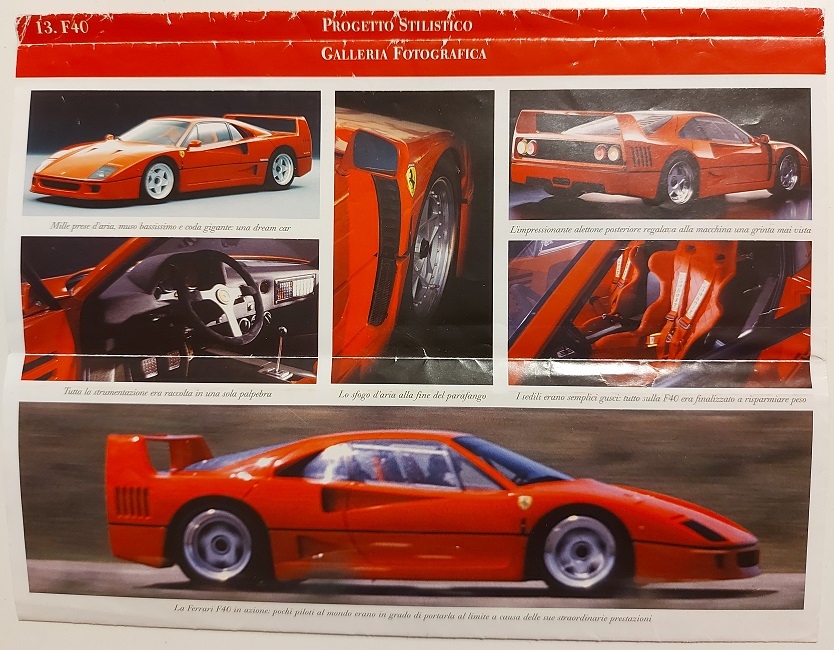 13. F40
PROGETTO STILISTICO
GALLERIA FOTOGRAFICA
Mille prese d'aria, muso bassissimo e coda gigante: una dream car
L'impressionante alettone posteriore regalava alla macchina una grinta mai vista
Tutta la strumentazione era raccolta in una sola palpebra
Lo sfogo d'aria alla fine del parafango
I sedili erano semplici gusci: tutto sulla F40 era finalizzato a risparmiare peso
La Ferrari F40 in azione: pochi piloti al mondo erano in grado di portarla al limite a causa delle sue straordinarie prestazioni